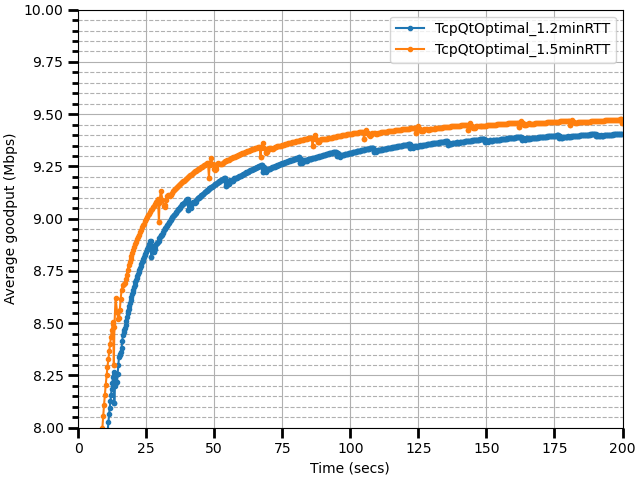 10.00
9.75
9.50
9.25
9.00
8.75
8.50
8.25
8.00
Average goodput (Mbps)
TcpQtOptimal_1.2minRTT
TcpQtOptimal_1.5minRTT
0 25 50 75 100 125 150 175 200
Time (secs)